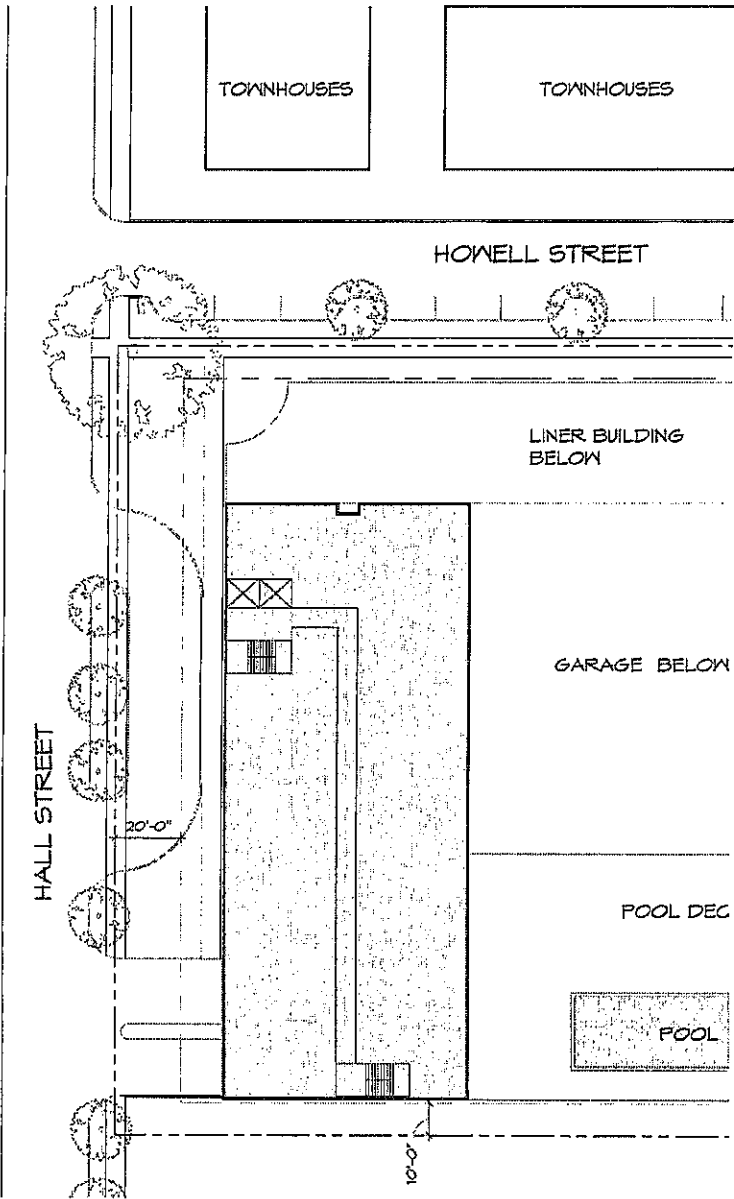 TOWNHOUSES
TOWNHOUSES
HOWELL STREET
LINER BUILDING
BELOW
GARAGE BELOW
HALL STREET
20'-0"
POOL DEC
POOL
10'-0"